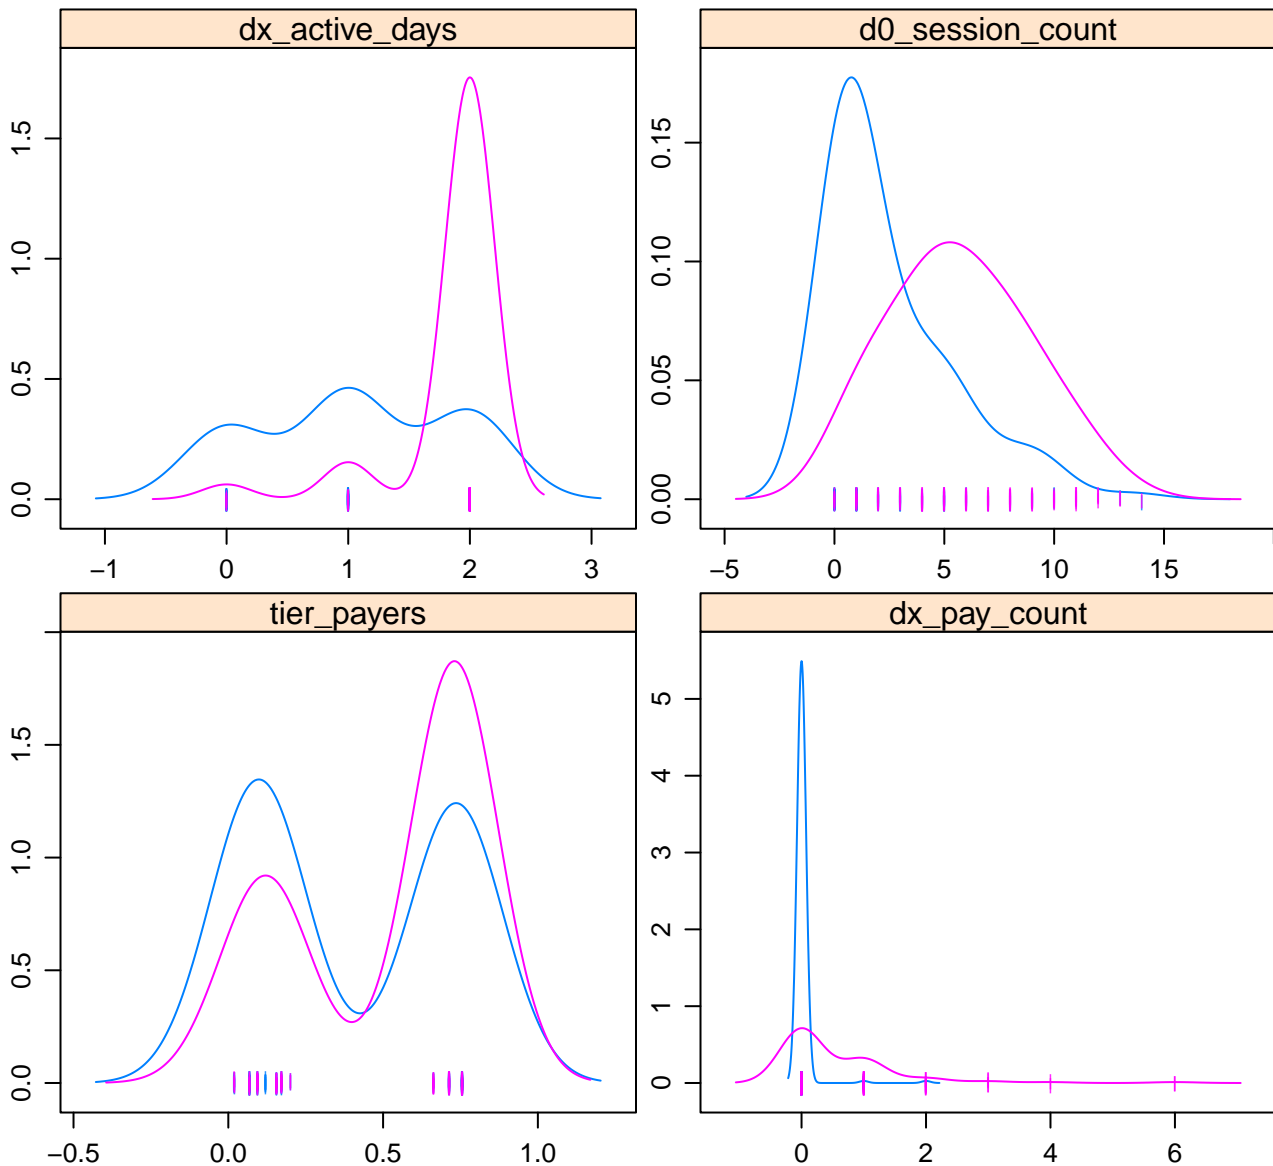 dx_active_days
d0_session_count
0.0 0.5 1.0 1.5
0.00 0.05 0.10 0.15
−1 0 1 2 3
−5 0 5 10 15
tier_payers
dx_pay_count
0.0 0.5 1.0 1.5
0 1 2 3 4 5
−0.5 0.0 0.5 1.0
0 2 4 6